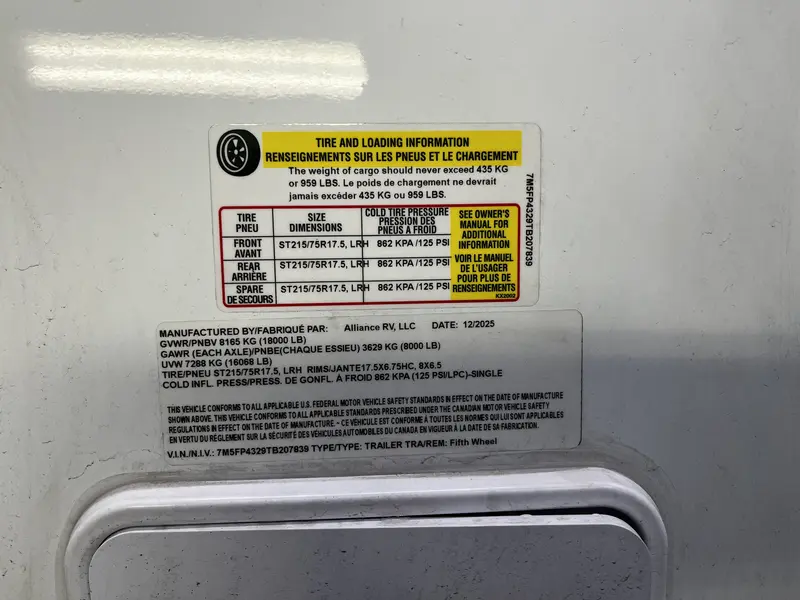 TIRE AND LOADING INFORMATION
RENSEIGNEMENTS SUR LES PNEUS ET LE CHARGEMENT
The weight of cargo should never exceed 435 KG
or 959 LBS. Le poids de chargement ne devrait
jamais excéder 435 KG ou 959 LBS.
TIRE PNEU SIZE DIMENSIONS COLD TIRE PRESSURE PRESSION DES PNEUS A FROID
FRONT AVANT ST215/75R17.5, LRH 862 KPA /125 PSI
REAR ARRIÈRE ST215/75R17.5, LRH 862 KPA /125 PSI
SPARE DE SECOURS ST215/75R17.5, LRH 862 KPA /125 PSI
SEE OWNER'S
MANUAL FOR
ADDITIONAL
INFORMATION
VOIR LE MANUEL
DE L'USAGER
POUR PLUS DE
RENSEIGNEMENTS
KX2002
7M5FP4329TB207839
MANUFACTURED BY/FABRIQUÉ PAR: Alliance RV, LLC DATE: 12/2025
GVWR/PNBV 8165 KG (18000 LB)
GAWR (EACH AXLE)/PNBE(CHAQUE ESSIEU) 3629 KG (8000 LB)
UVW 7288 KG (16068 LB)
TIRE/PNEU ST215/75R17.5, LRH RIMS/JANTE17.5X6.75HC, 8X6.5
COLD INFL. PRESS/PRESS. DE GONFL. À FROID 862 KPA (125 PSI/LPC)-SINGLE
THIS VEHICLE CONFORMS TO ALL APPLICABLE U.S. FEDERAL MOTOR VEHICLE SAFETY STANDARDS IN EFFECT ON THE DATE OF MANUFACTURE
SHOWN ABOVE. THIS VEHICLE CONFORMS TO ALL APPLICABLE STANDARDS PRESCRIBED UNDER THE CANADIAN MOTOR VEHICLE SAFETY
REGULATIONS IN EFFECT ON THE DATE OF MANUFACTURE. - CE VÉHICULE EST CONFORME À TOUTES LES NORMES QUI LUI SONT APPLICABLES
EN VERTU DU RÈGLEMENT SUR LA SÉCURITÉ DES VÉHICULES AUTOMOBILES DU CANADA EN VIGUEUR À LA DATE DE SA FABRICATION.
V.I.N./N.I.V.: 7M5FP4329TB207839 TYPE/TYPE: TRAILER TRA/REM: Fifth Wheel